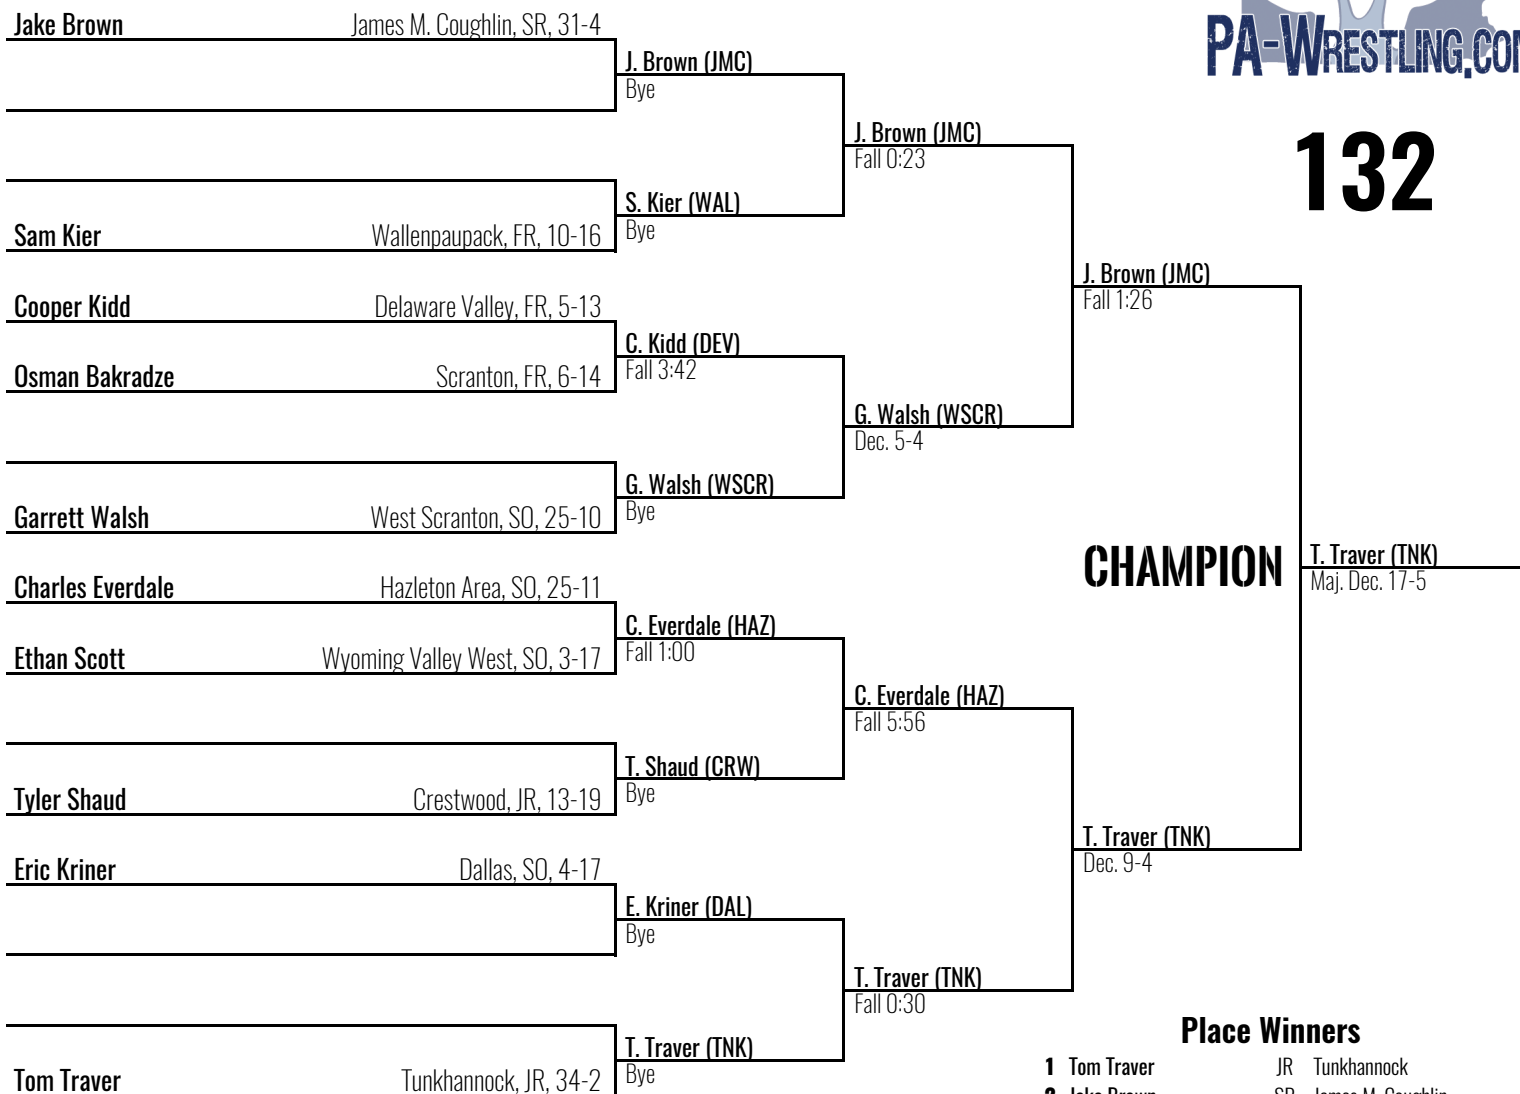 Jake Brown James M. Coughlin, SR, 31-4
PA-WRESTLING.COM
J. Brown (JMC)
Bye
132
J. Brown (JMC)
Fall 0:23
S. Kier (WAL)
Bye
Sam Kier Wallenpaupack, FR, 10-16
J. Brown (JMC)
Fall 1:26
Cooper Kidd Delaware Valley, FR, 5-13
C. Kidd (DEV)
Fall 3:42
Osman Bakradze Scranton, FR, 6-14
G. Walsh (WSCR)
Dec. 5-4
G. Walsh (WSCR)
Bye
Garrett Walsh West Scranton, SO, 25-10
CHAMPION
T. Traver (TNK)
Maj. Dec. 17-5
Charles Everdale Hazleton Area, SO, 25-11
C. Everdale (HAZ)
Fall 1:00
Ethan Scott Wyoming Valley West, SO, 3-17
C. Everdale (HAZ)
Fall 5:56
T. Shaud (CRW)
Bye
Tyler Shaud Crestwood, JR, 13-19
T. Traver (TNK)
Dec. 9-4
Eric Kriner Dallas, SO, 4-17
E. Kriner (DAL)
Bye
T. Traver (TNK)
Fall 0:30
T. Traver (TNK)
Bye
Tom Traver Tunkhannock, JR, 34-2
Place Winners
1 Tom Traver JR Tunkhannock
2 Jake Brown SR James M. Coughlin